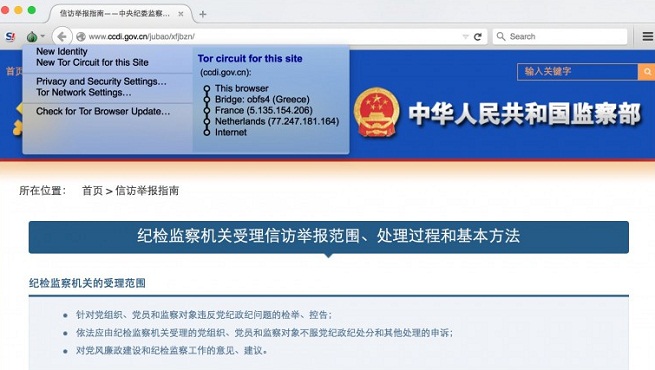 信访举报指南——中央纪委监察…
www.ccdi.gov.cn/jubao/xfjbzn/
Search
New Identity
New Tor Circuit for this Site
Privacy and Security Settings...
Tor Network Settings...
Check for Tor Browser Update...
Tor circuit for this site
(ccdi.gov.cn):
This browser
Bridge: obfs4 (Greece)
France (5.135.154.206)
Netherlands (77.247.181.164)
Internet
首页
输入关键字
中华人民共和国监察部
所在位置: 首页 > 信访举报指南
纪检监察机关受理信访举报范围、处理过程和基本方法
纪检监察机关的受理范围
针对党组织、党员和监察对象违反党纪政纪问题的检举、控告;
依法应由纪检监察机关受理的党组织、党员和监察对象不服党纪政纪处分和其他处理的申诉;
对党风廉政建设和纪检监察工作的意见、建议。